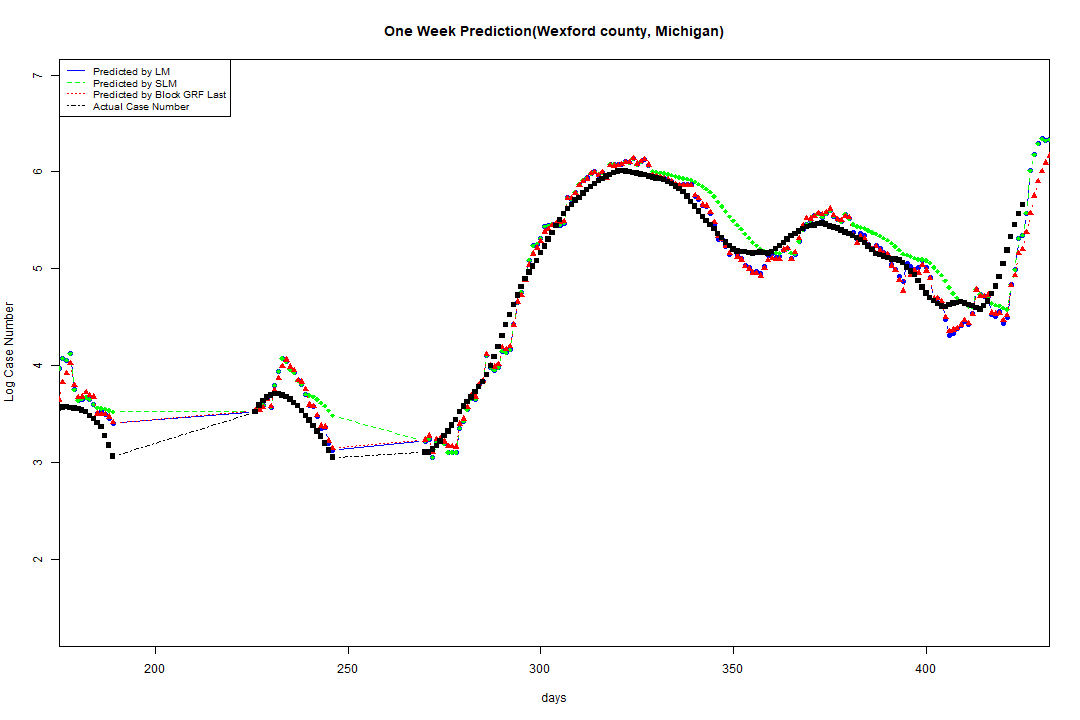 One Week Prediction(Wexford county, Michigan)
Predicted by LM
Predicted by SLM
Predicted by Block GRF Last
Actual Case Number
Log Case Number
7
6
5
4
3
2
200 250 300 350 400
days